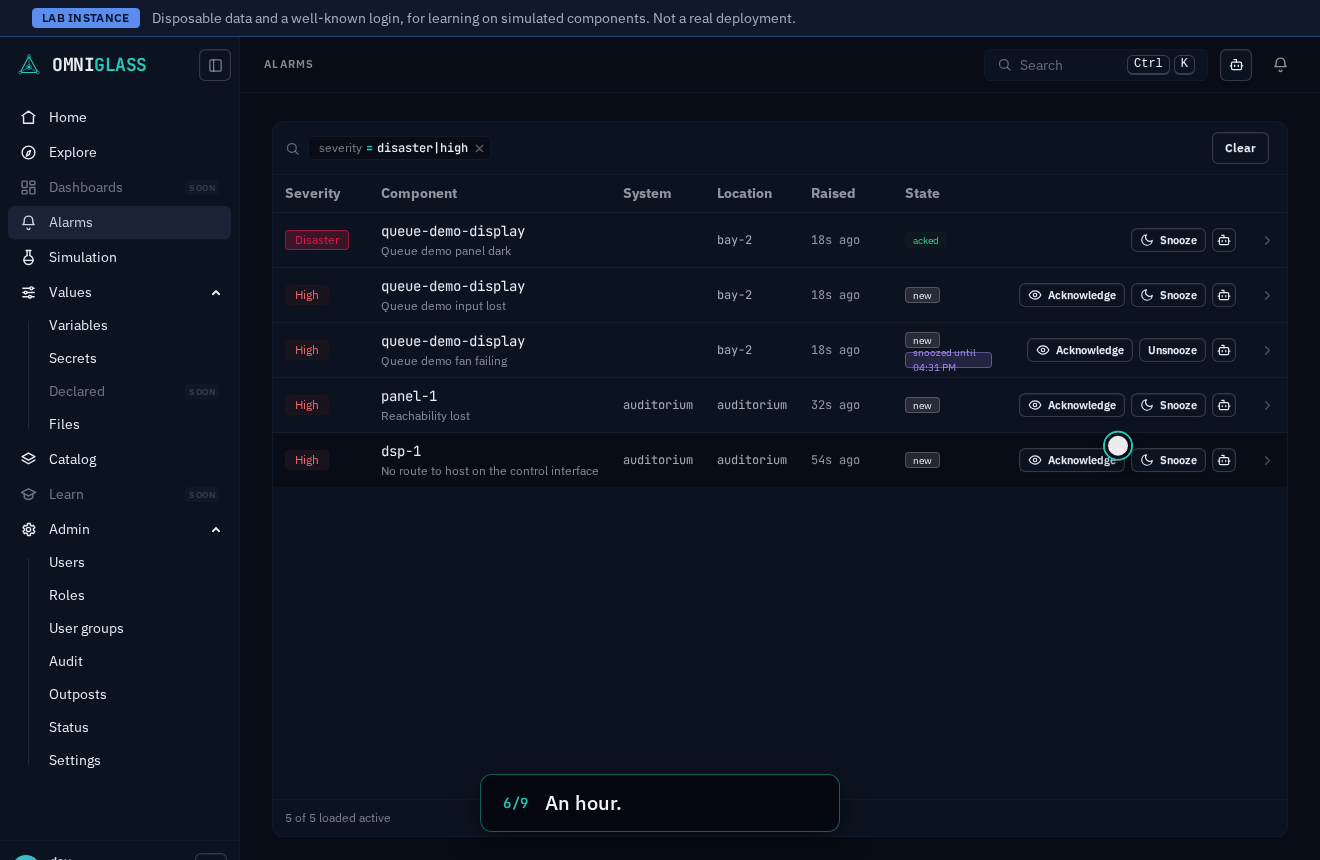 LAB INSTANCE Disposable data and a well-known login, for learning on simulated components. Not a real deployment.
OMNIGLASS
ALARMS
Search Ctrl K
Home
Explore
Dashboards SOON
Alarms
Simulation
Values
Variables
Secrets
Declared SOON
Files
Catalog
Learn SOON
Admin
Users
Roles
User groups
Audit
Outposts
Status
Settings
severity = disaster|high
Clear
Severity Component System Location Raised State
Disaster queue-demo-display bay-2 18s ago acked Snooze
Queue demo panel dark
High queue-demo-display bay-2 18s ago new Acknowledge Snooze
Queue demo input lost
High queue-demo-display bay-2 18s ago new Acknowledge Unsnooze
Queue demo fan failing snoozed until
04:31 PM
High panel-1 auditorium auditorium 32s ago new Acknowledge Snooze
Reachability lost
High dsp-1 auditorium auditorium 54s ago new Acknowledge Snooze
No route to host on the control interface
6/9 An hour.
5 of 5 loaded active